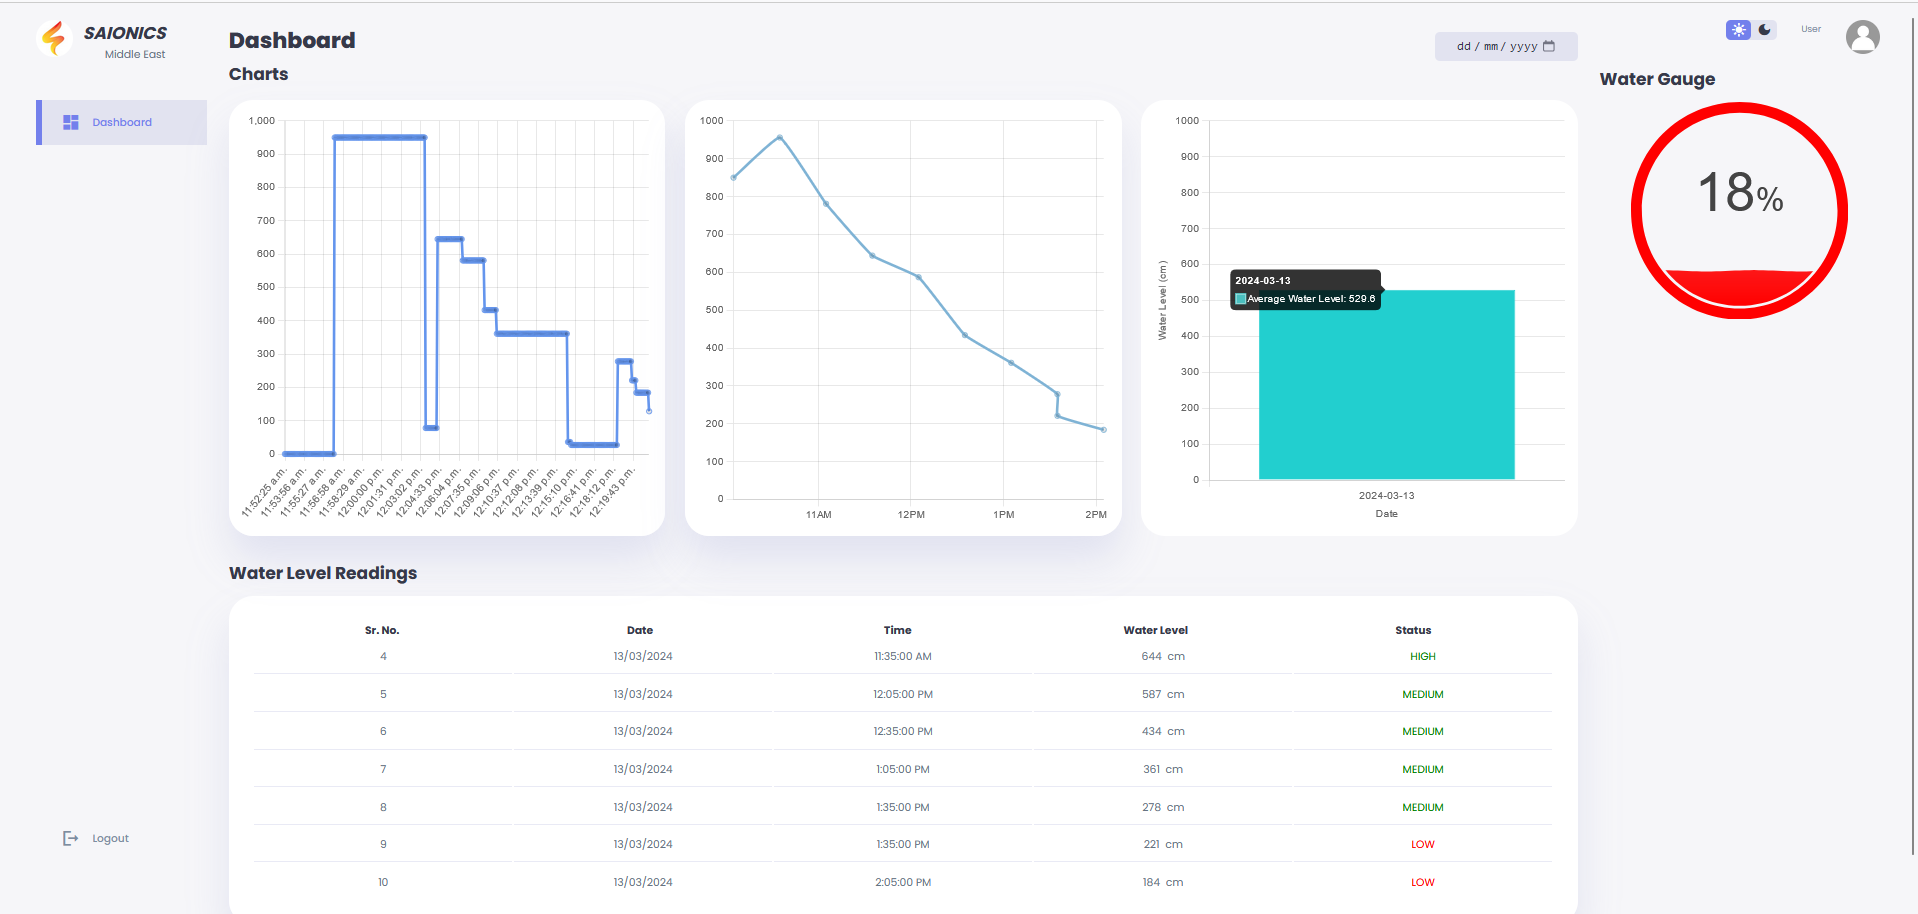 SAIONICS
Middle East
Dashboard
Logout
Dashboard
dd / mm / yyyy
User
Charts
1,000
900
800
700
600
500
400
300
200
100
0
11:52:25 a.m.
11:53:56 a.m.
11:55:27 a.m.
11:56:58 a.m.
11:58:29 a.m.
12:00:00 p.m.
12:01:31 p.m.
12:03:02 p.m.
12:04:33 p.m.
12:06:04 p.m.
12:07:35 p.m.
12:09:06 p.m.
12:10:37 p.m.
12:12:08 p.m.
12:13:39 p.m.
12:15:10 p.m.
12:16:41 p.m.
12:18:12 p.m.
12:19:43 p.m.
1000
900
800
700
600
500
400
300
200
100
0
11AM 12PM 1PM 2PM
Water Level (cm)
1000
900
800
700
600
500
400
300
200
100
0
2024-03-13
Average Water Level: 529.6
2024-03-13
Date
Water Gauge
18%
Water Level Readings
Sr. No. Date Time Water Level Status
4 13/03/2024 11:35:00 AM 644 cm HIGH
5 13/03/2024 12:05:00 PM 587 cm MEDIUM
6 13/03/2024 12:35:00 PM 434 cm MEDIUM
7 13/03/2024 1:05:00 PM 361 cm MEDIUM
8 13/03/2024 1:35:00 PM 278 cm MEDIUM
9 13/03/2024 1:35:00 PM 221 cm LOW
10 13/03/2024 2:05:00 PM 184 cm LOW